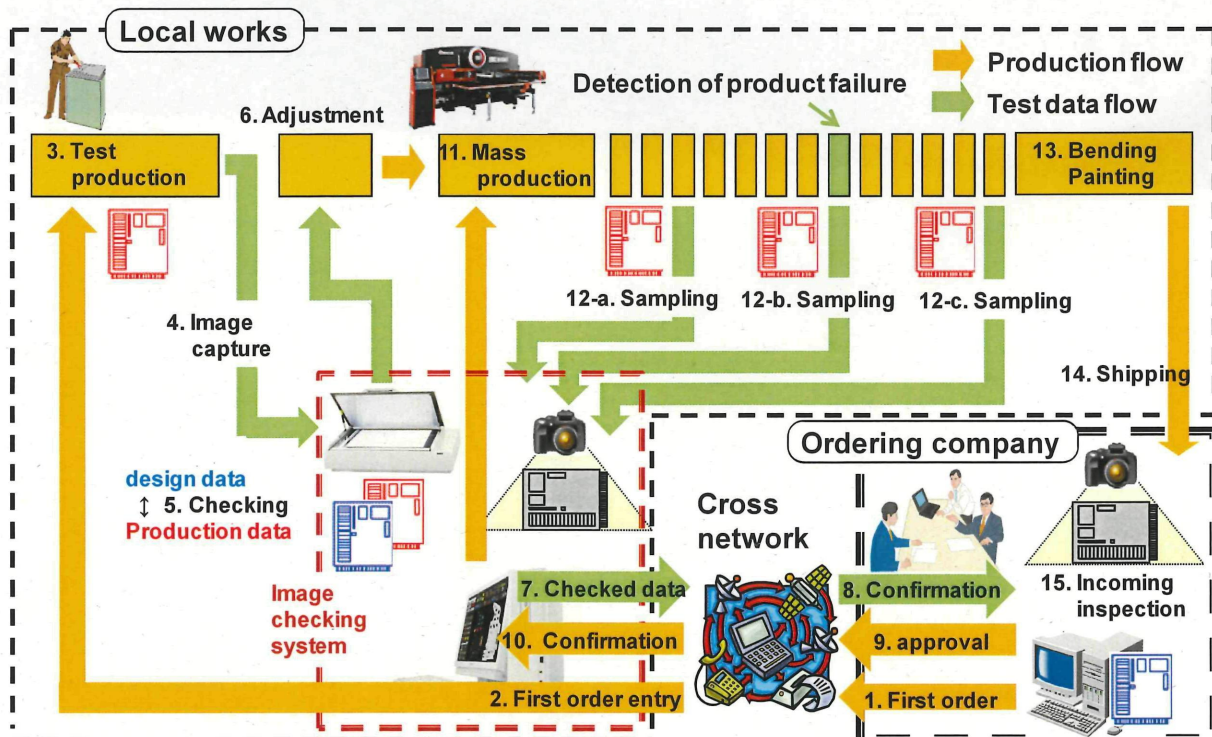 Local works
Detection of product failure
Production flow
Test data flow
6. Adjustment
3. Test
production
11. Mass
production
13. Bending
Painting
12-a. Sampling
12-b. Sampling
12-c. Sampling
4. Image
capture
14. Shipping
Ordering company
design data
↕ 5. Checking
Production data
Cross
network
Image
checking
system
7. Checked data
8. Confirmation
15. Incoming
inspection
10. Confirmation
9. approval
2. First order entry
1. First order